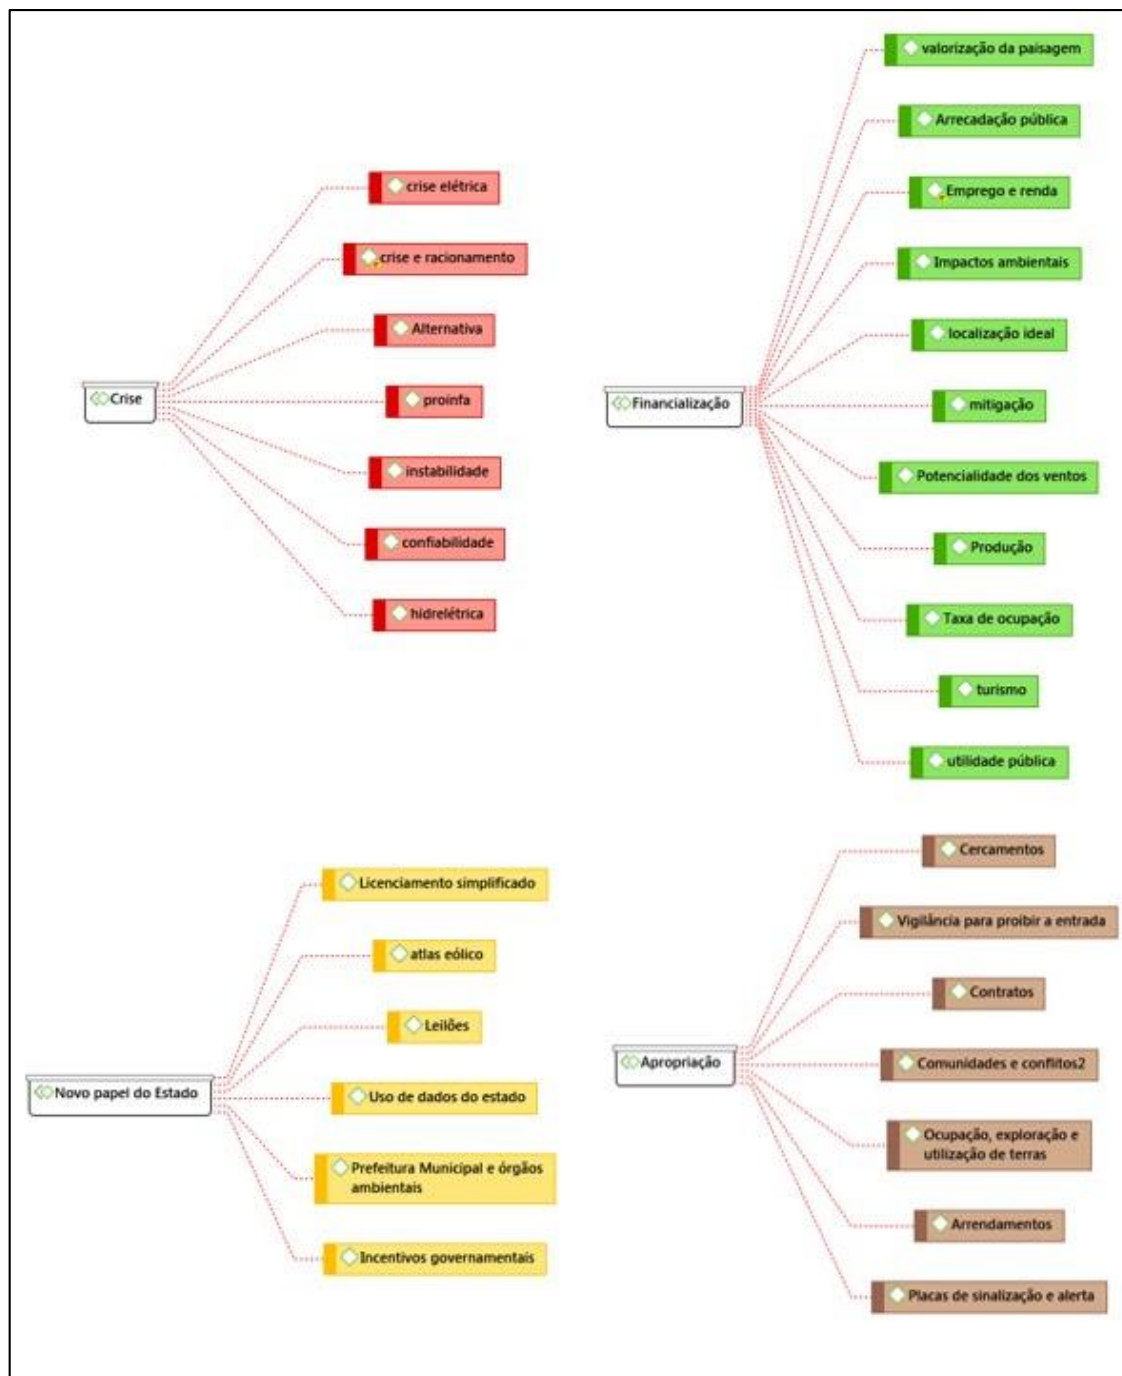 crise elétrica
crise e racionamento
Alternativa
Crise
proinfa
instabilidade
confiabilidade
hidrelétrica
valorização da paisagem
Arrecadação pública
Emprego e renda
Impactos ambientais
localização ideal
Financialização
mitigação
Potencialidade dos ventos
Produção
Taxa de ocupação
turismo
utilidade pública
Licenciamento simplificado
atlas eólico
Leilões
Novo papel do Estado
Uso de dados do estado
Prefeitura Municipal e órgãos
ambientais
Incentivos governamentais
Cercamentos
Vigilância para proibir a entrada
Contratos
Apropriação
Comunidades e conflitos2
Ocupação, exploração e
utilização de terras
Arrendamentos
Placas de sinalização e alerta